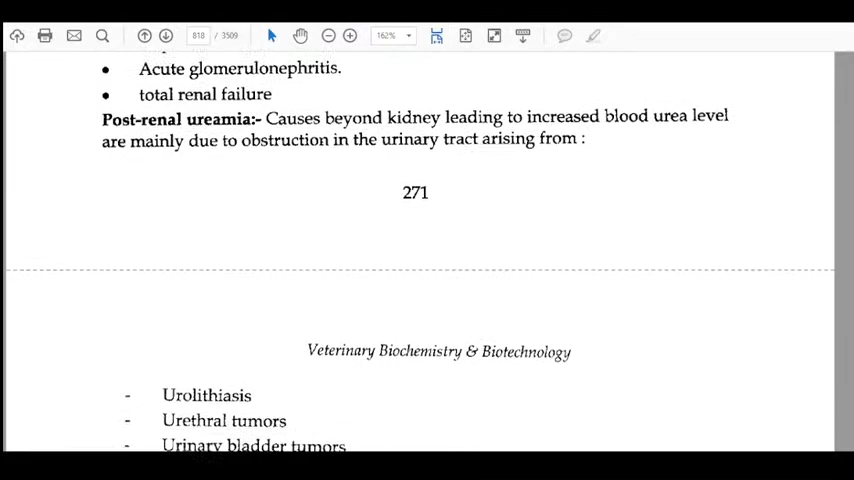 818 / 3509
162%
• Acute glomerulonephritis.
• total renal failure
Post-renal ureamia:- Causes beyond kidney leading to increased blood urea level
are mainly due to obstruction in the urinary tract arising from :
271
Veterinary Biochemistry & Biotechnology
- Urolithiasis
- Urethral tumors
- Urinary bladder tumors